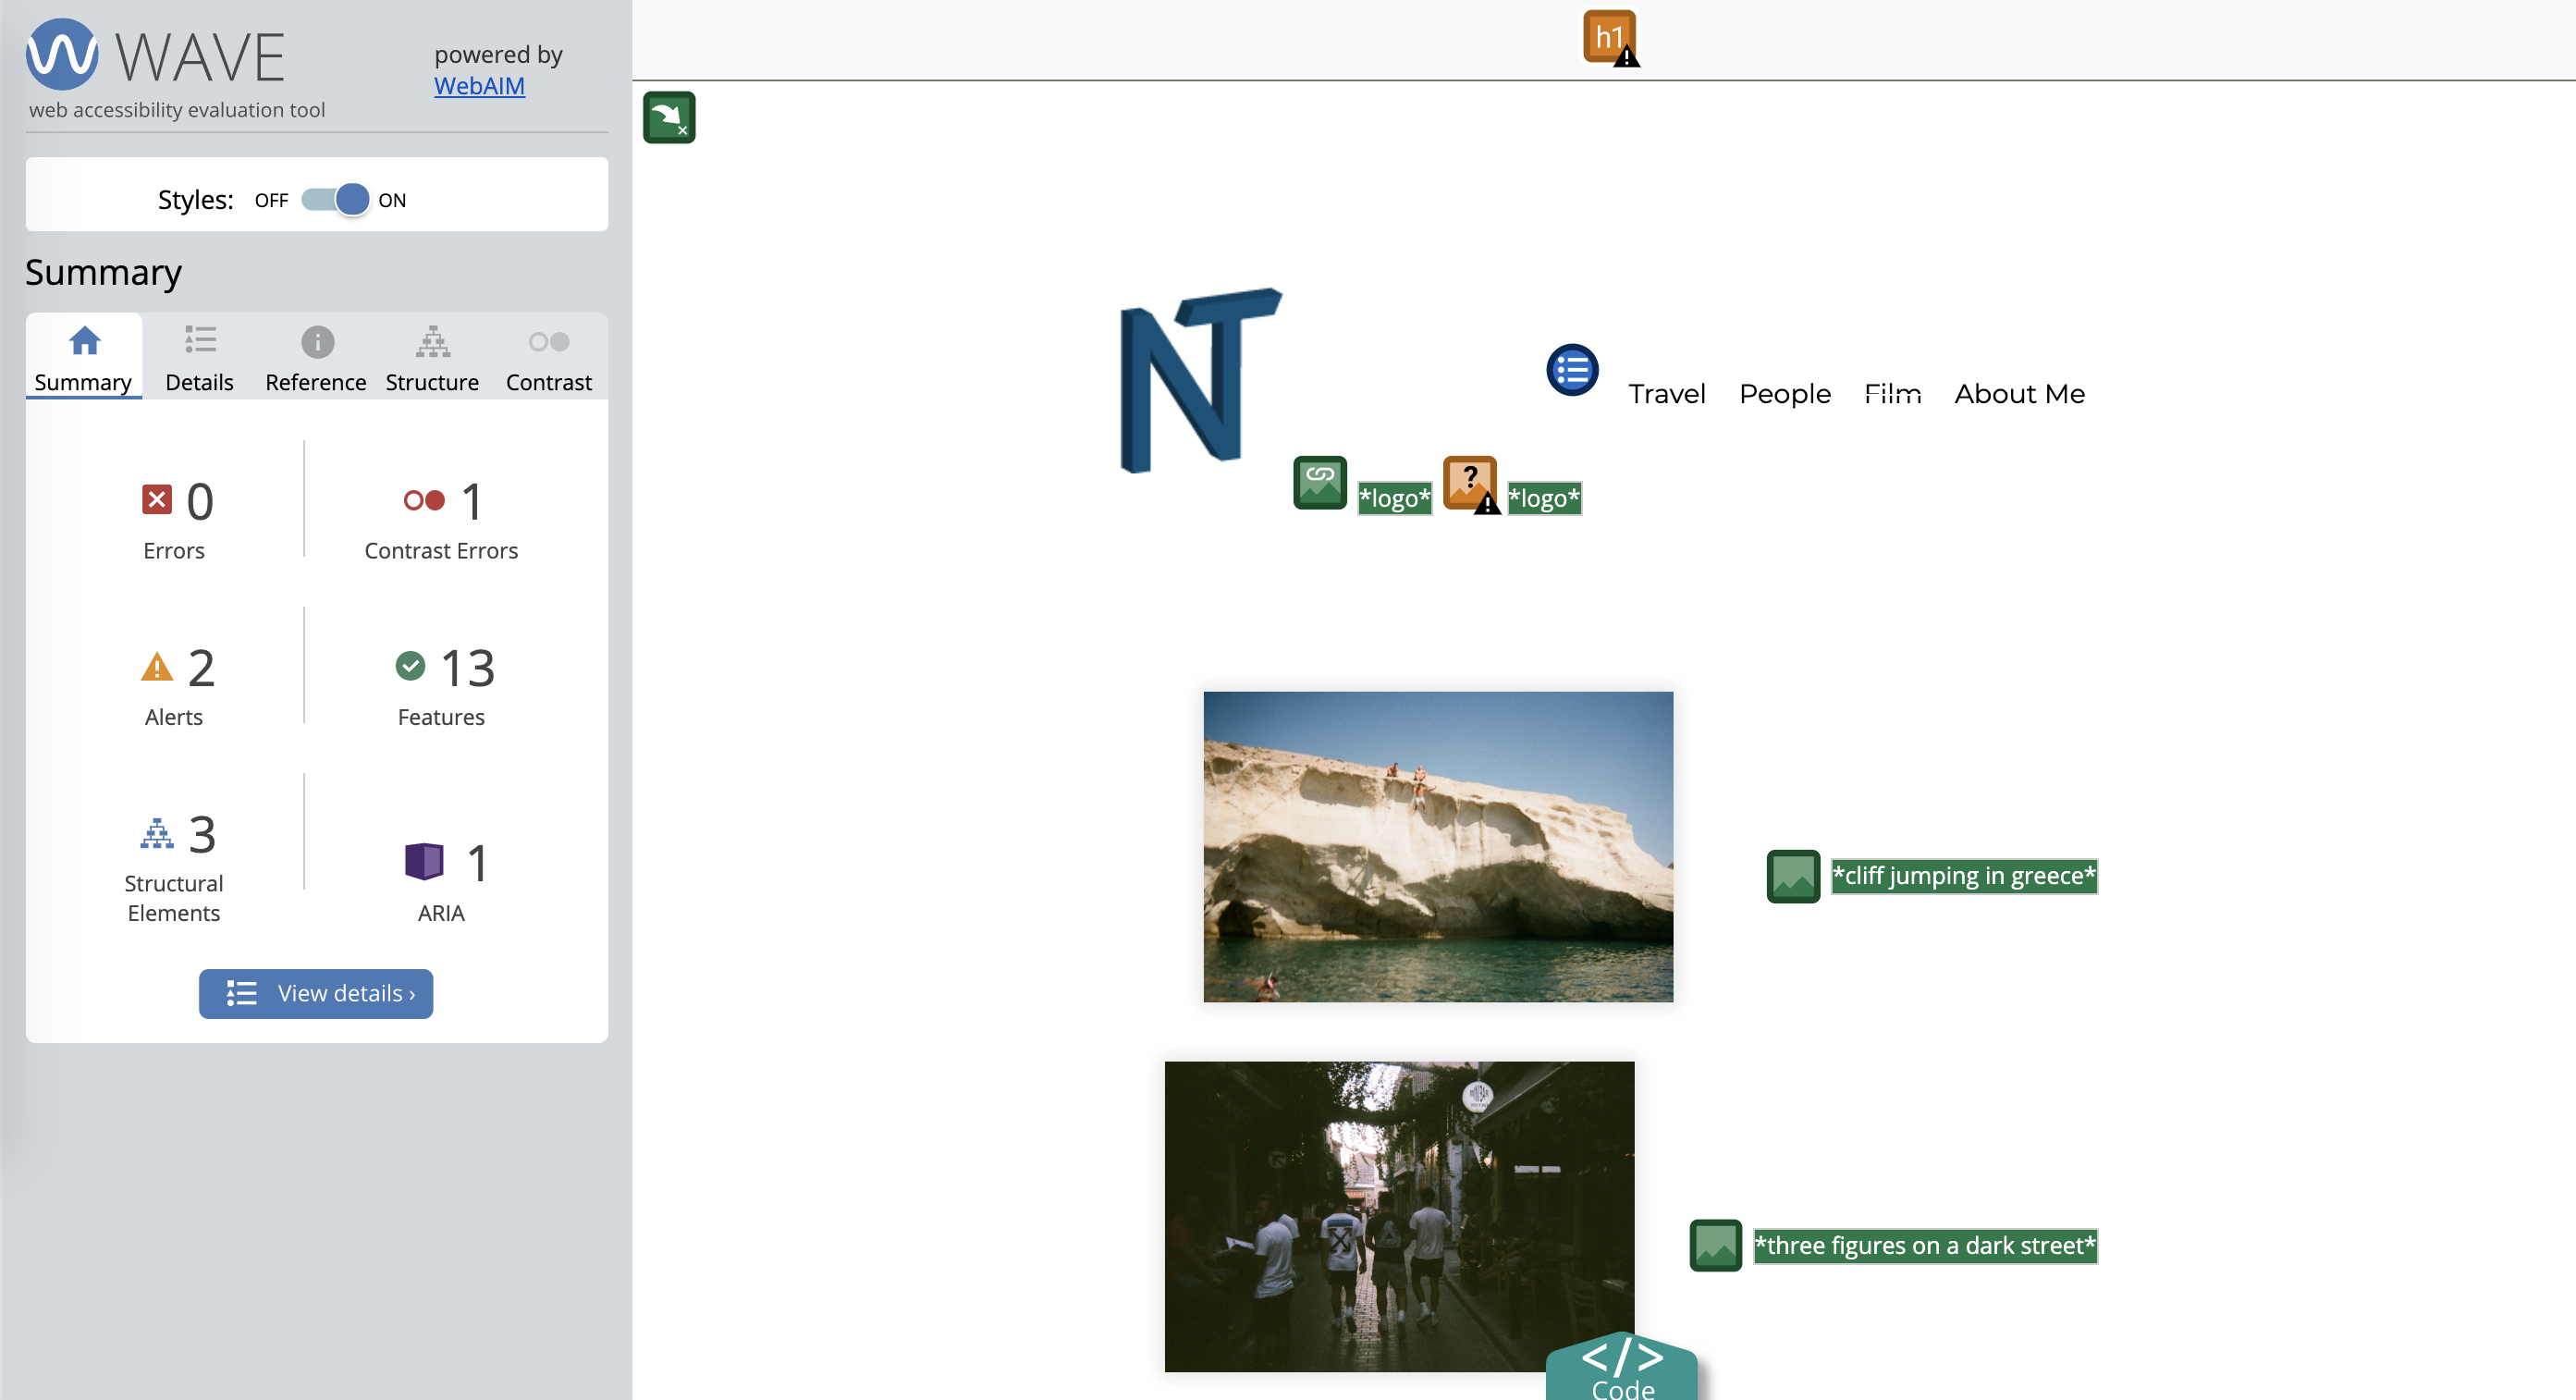 WAVE
powered by
WebAIM
web accessibility evaluation tool
Styles: OFF ON
Summary
Summary Details Reference Structure Contrast
0 Errors
1 Contrast Errors
2 Alerts
13 Features
3 Structural
Elements
1 ARIA
View details ›
h1
NT
Travel People Film About Me
*logo* *logo*
*cliff jumping in greece*
*three figures on a dark street*
</>
Code